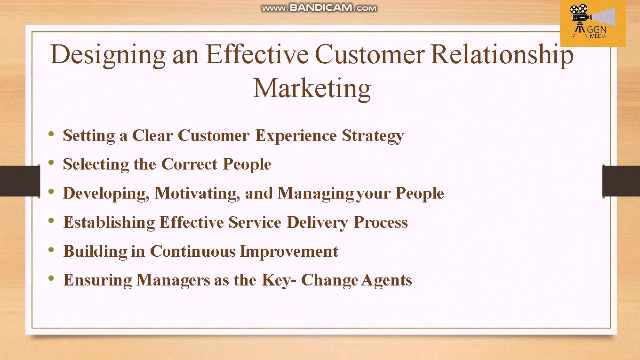 www.BANDICAM.com
GEN
MEDIA
Designing an Effective Customer Relationship
Marketing
• Setting a Clear Customer Experience Strategy
• Selecting the Correct People
• Developing, Motivating, and Managing your People
• Establishing Effective Service Delivery Process
• Building in Continuous Improvement
• Ensuring Managers as the Key- Change Agents